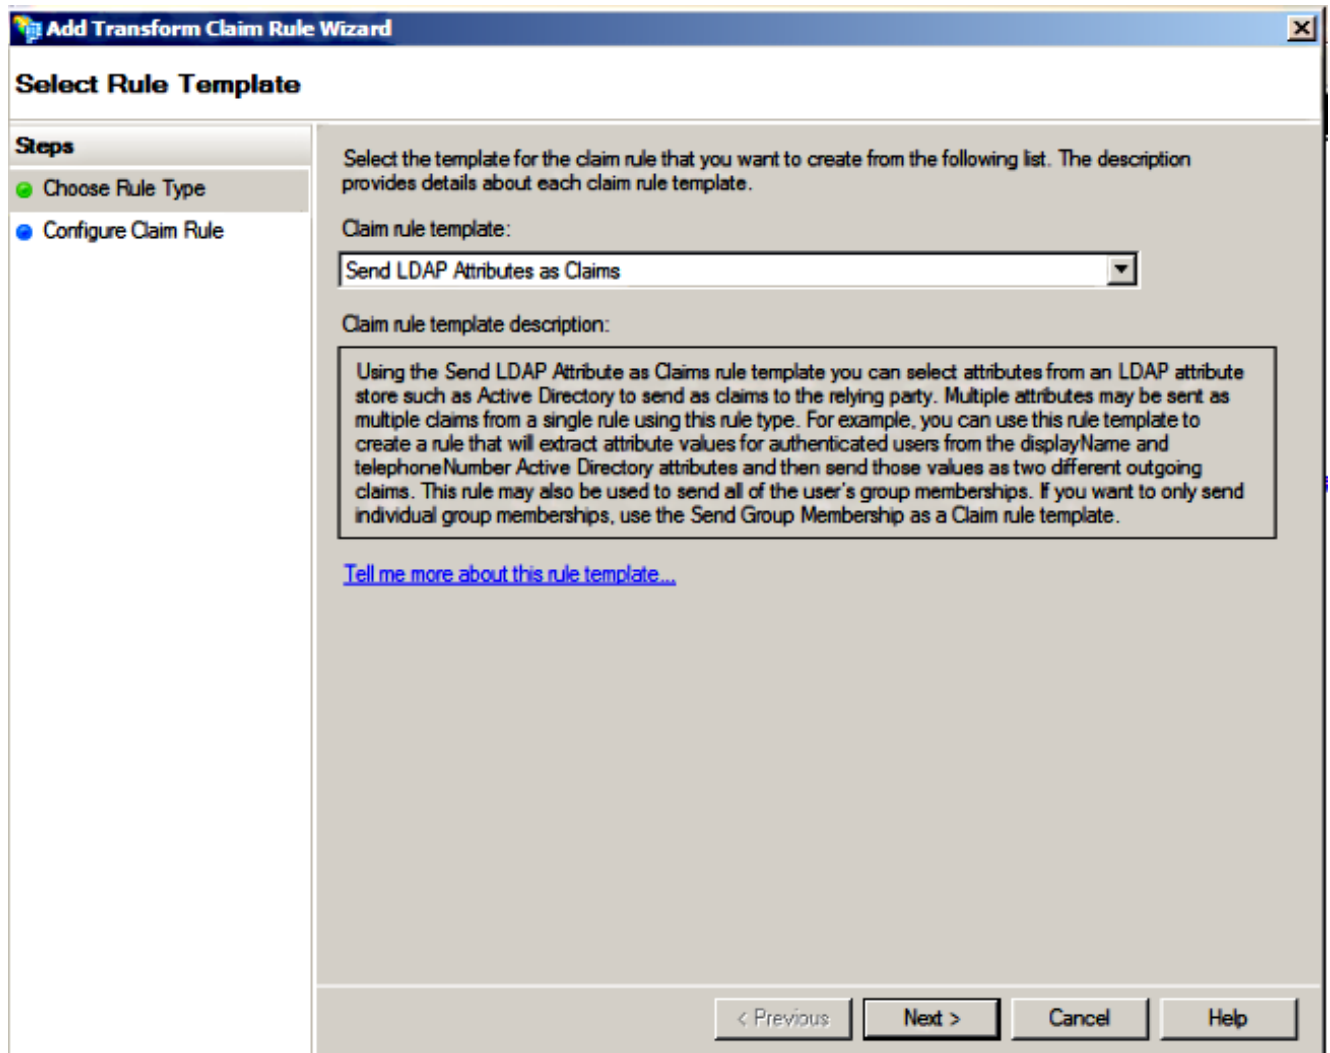 Add Transform Claim Rule Wizard
Select Rule Template
Steps
Choose Rule Type
Configure Claim Rule
Select the template for the claim rule that you want to create from the following list. The description
provides details about each claim rule template.
Claim rule template:
Send LDAP Attributes as Claims
Claim rule template description:
Using the Send LDAP Attribute as Claims rule template you can select attributes from an LDAP attribute
store such as Active Directory to send as claims to the relying party. Multiple attributes may be sent as
multiple claims from a single rule using this rule type. For example, you can use this rule template to
create a rule that will extract attribute values for authenticated users from the displayName and
telephoneNumber Active Directory attributes and then send those values as two different outgoing
claims. This rule may also be used to send all of the user's group memberships. If you want to only send
individual group memberships, use the Send Group Membership as a Claim rule template.
Tell me more about this rule template...
< Previous
Next >
Cancel
Help